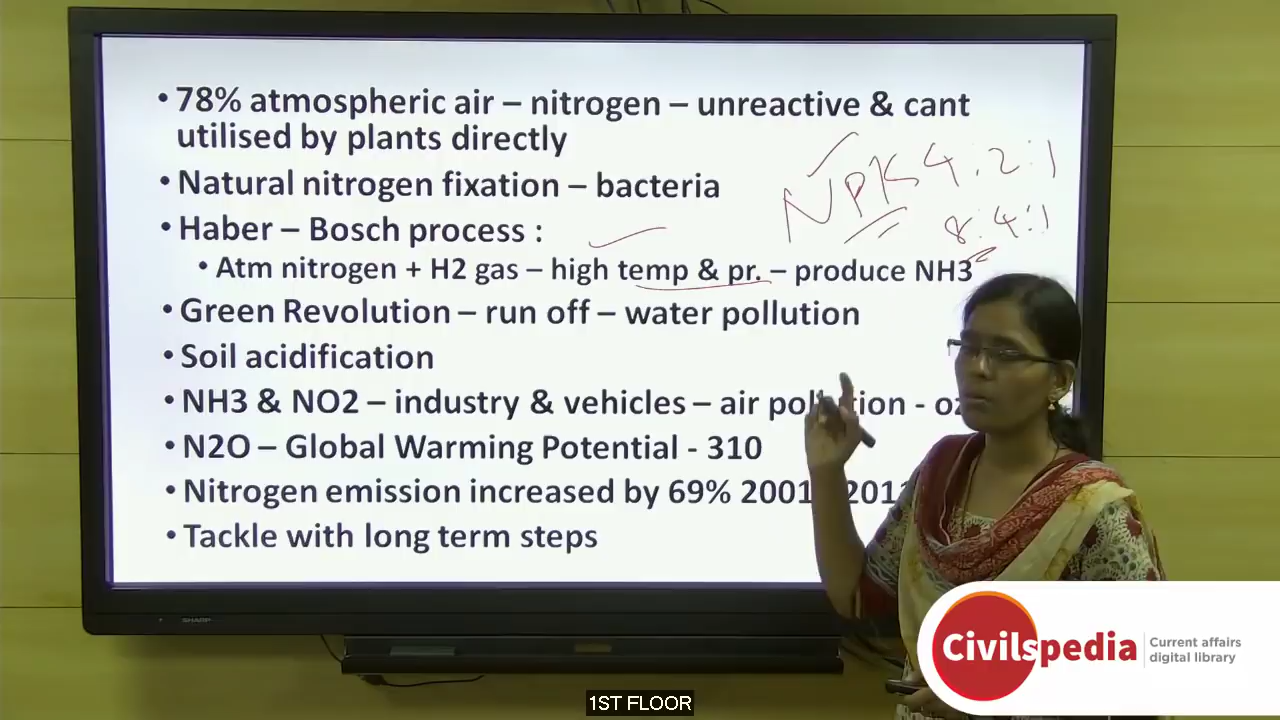 • 78% atmospheric air – nitrogen – unreactive & cant
utilised by plants directly
• Natural nitrogen fixation – bacteria
NPK 4:2:1
8:4:1
• Haber – Bosch process :
• Atm nitrogen + H2 gas – high temp & pr. – produce NH3
• Green Revolution – run off – water pollution
• Soil acidification
• NH3 & NO2 – industry & vehicles – air pollution - oz
• N2O – Global Warming Potential - 310
• Nitrogen emission increased by 69% 2001 201
• Tackle with long term steps
SHARP
Civilspedia
Current affairs
digital library
1ST FLOOR